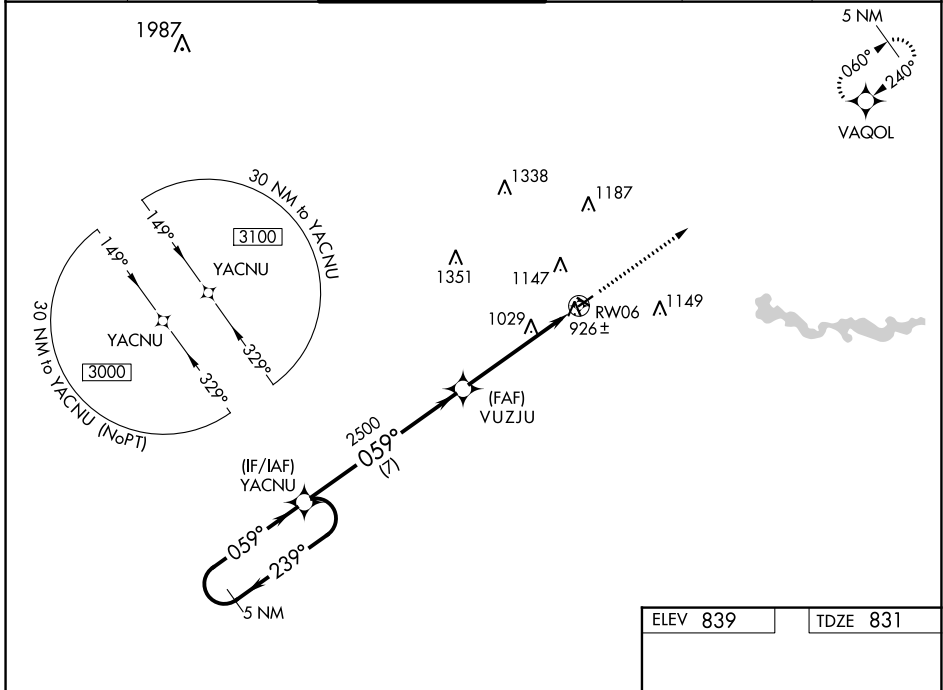 1987
5 NM
060°
240°
VAQOL
30 NM to YACNU
149°
3100
YACNU
329°
149°
YACNU
3000
329°
30 NM to YACNU (NoPT)
1338
1187
1351
1147
1029
RW06
926±
1149
(FAF)
VUZJU
2500
059°
(7)
(IF/IAF)
YACNU
059°
239°
5 NM
ELEV 839
TDZE 831